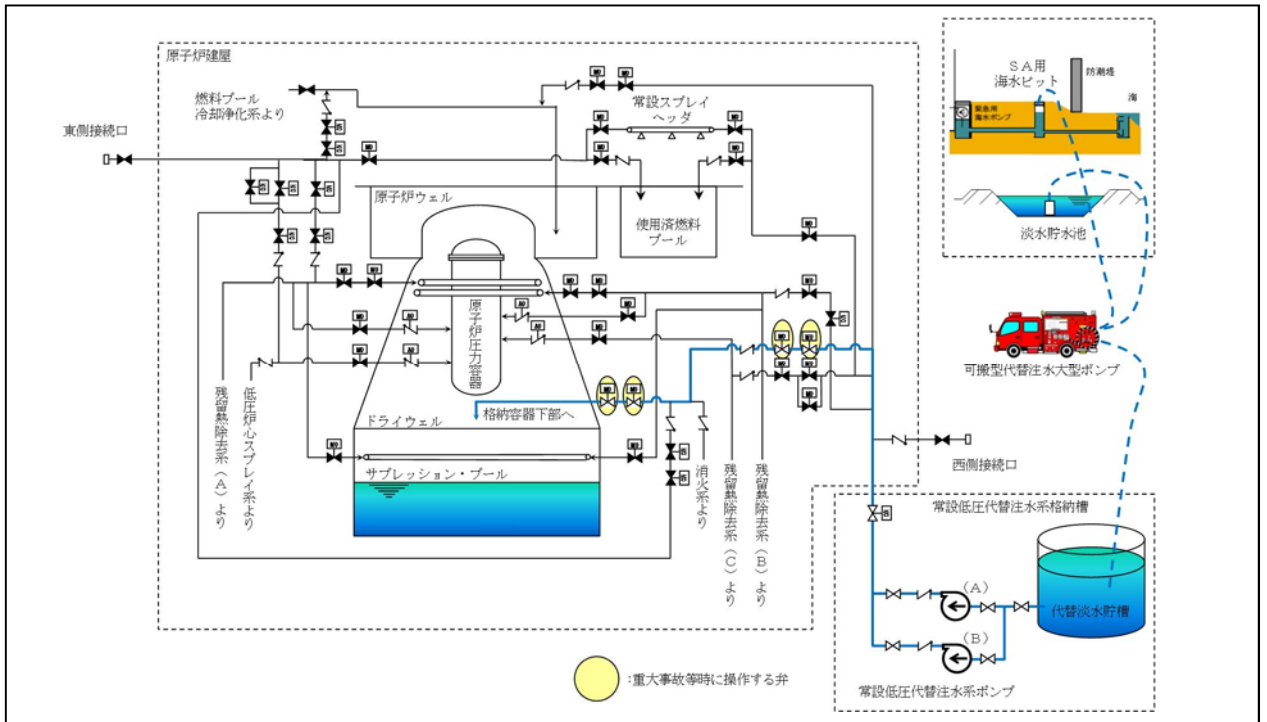 原子炉建屋
燃料プール
冷却浄化系より
東側接続口
常設スプレイ
ヘッダ
原子炉ウェル
使用済燃料
プール
原子炉圧力容器
格納容器下部へ
ドライウェル
サプレッション・プール
残留熱除去系(A)より
低圧炉心スプレイ系より
消火系より
残留熱除去系(C)より
残留熱除去系(B)より
SA用
海水ピット
防潮堤
海
緊急用
海水ポンプ
淡水貯水池
可搬型代替注水大型ポンプ
西側接続口
常設低圧代替注水系格納槽
(A)
(B)
代替淡水貯槽
常設低圧代替注水系ポンプ
:重大事故等時に操作する弁